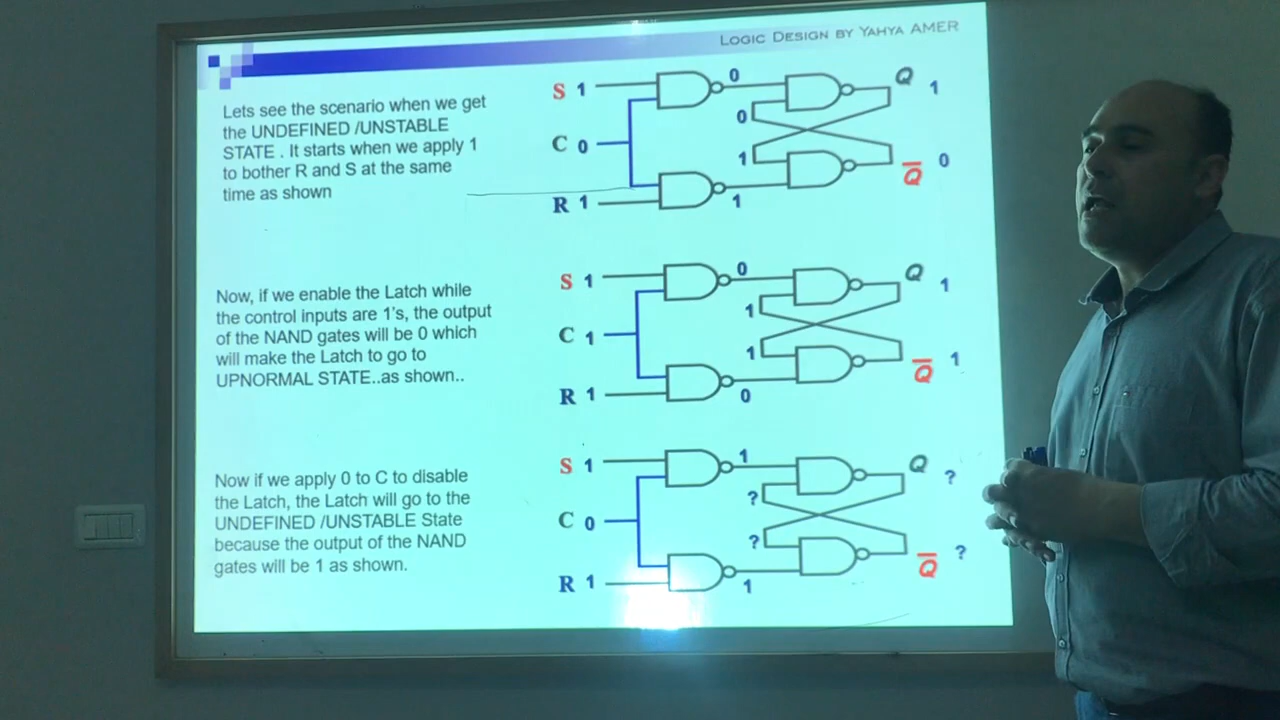 LOGIC DESIGN BY YAHYA AMER
Lets see the scenario when we get
the UNDEFINED /UNSTABLE
STATE . It starts when we apply 1
to bother R and S at the same
time as shown
S 1
0
Q 1
0
C 0
1
Q 0
R 1
1
Now, if we enable the Latch while
the control inputs are 1's, the output
of the NAND gates will be 0 which
will make the Latch to go to
UPNORMAL STATE..as shown..
S 1
0
Q 1
1
C 1
1
Q 1
R 1
0
Now if we apply 0 to C to disable
the Latch, the Latch will go to the
UNDEFINED /UNSTABLE State
because the output of the NAND
gates will be 1 as shown.
S 1
1
Q ?
?
C 0
?
Q ?
R 1
1